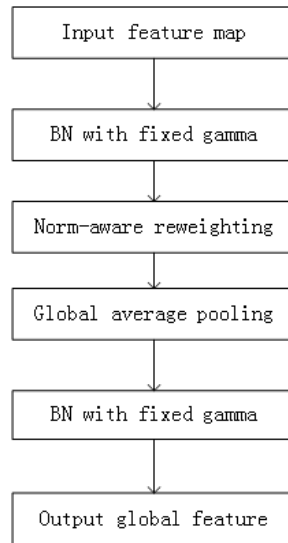 Input feature map
BN with fixed gamma
Norm-aware reweighting
Global average pooling
BN with fixed gamma
Output global feature